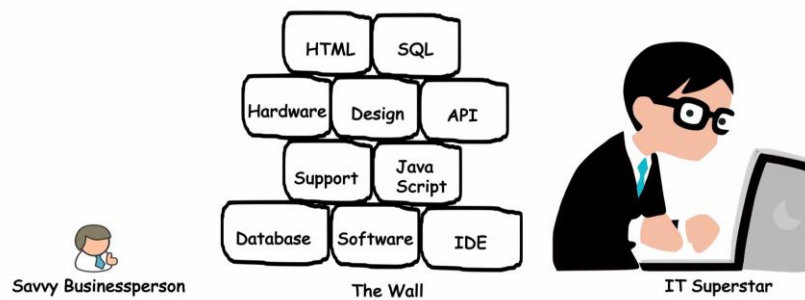 HTML
SQL
Hardware
Design
API
Support
Java
Script
Database
Software
IDE
Savvy Businessperson
The Wall
IT Superstar